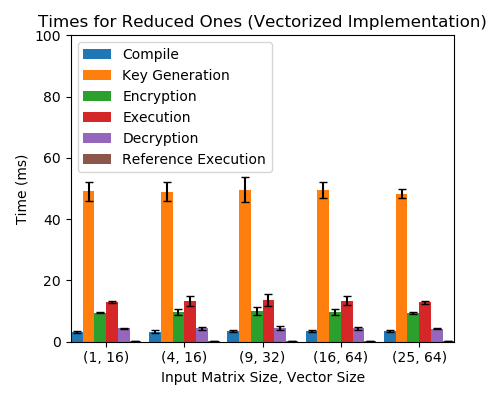 Times for Reduced Ones (Vectorized Implementation)
100
80
60
40
20
0
Time (ms)
Compile
Key Generation
Encryption
Execution
Decryption
Reference Execution
(1, 16) (4, 16) (9, 32) (16, 64) (25, 64)
Input Matrix Size, Vector Size